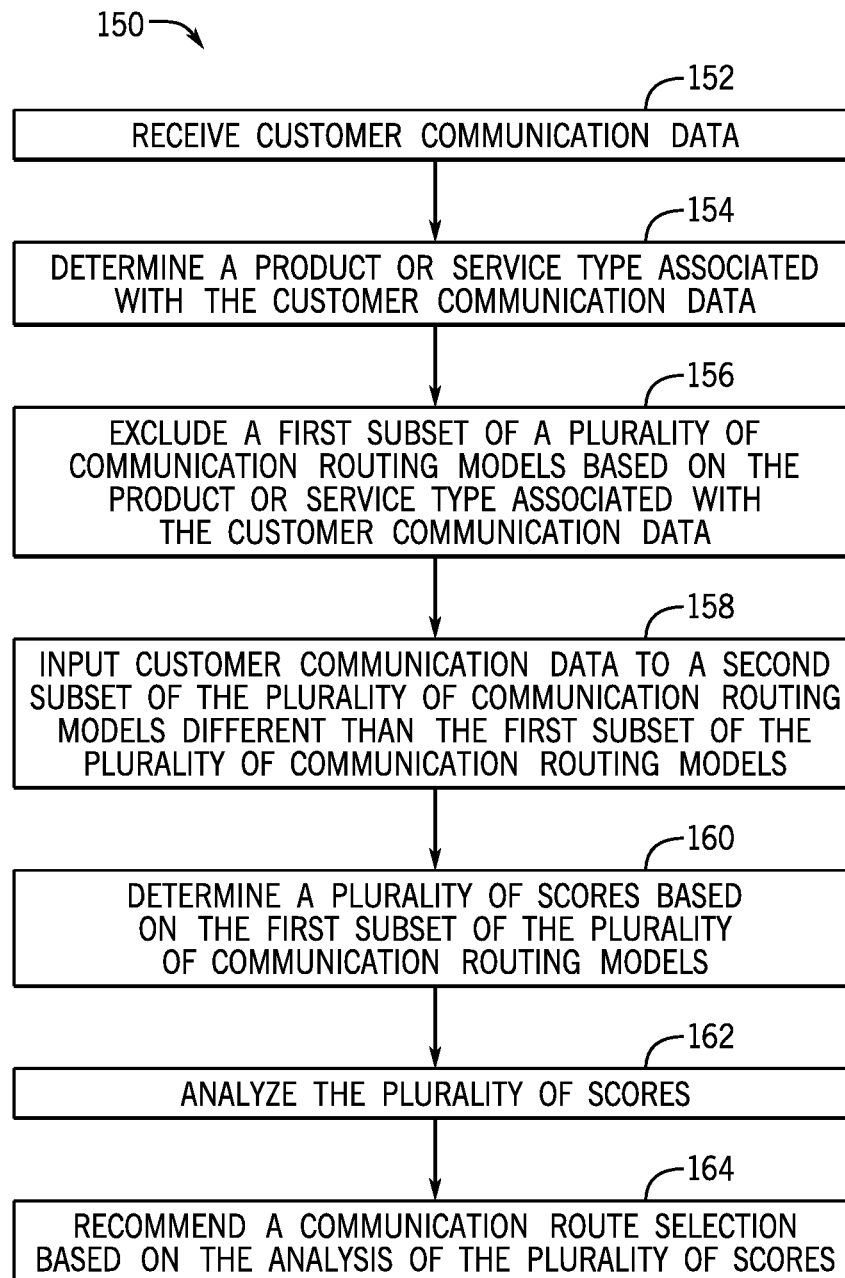 150
152
RECEIVE CUSTOMER COMMUNICATION DATA
154
DETERMINE A PRODUCT OR SERVICE TYPE ASSOCIATED
WITH THE CUSTOMER COMMUNICATION DATA
156
EXCLUDE A FIRST SUBSET OF A PLURALITY OF
COMMUNICATION ROUTING MODELS BASED ON THE
PRODUCT OR SERVICE TYPE ASSOCIATED WITH
THE CUSTOMER COMMUNICATION DATA
158
INPUT CUSTOMER COMMUNICATION DATA TO A SECOND
SUBSET OF THE PLURALITY OF COMMUNICATION ROUTING
MODELS DIFFERENT THAN THE FIRST SUBSET OF THE
PLURALITY OF COMMUNICATION ROUTING MODELS
160
DETERMINE A PLURALITY OF SCORES BASED
ON THE FIRST SUBSET OF THE PLURALITY
OF COMMUNICATION ROUTING MODELS
162
ANALYZE THE PLURALITY OF SCORES
164
RECOMMEND A COMMUNICATION ROUTE SELECTION
BASED ON THE ANALYSIS OF THE PLURALITY OF SCORES